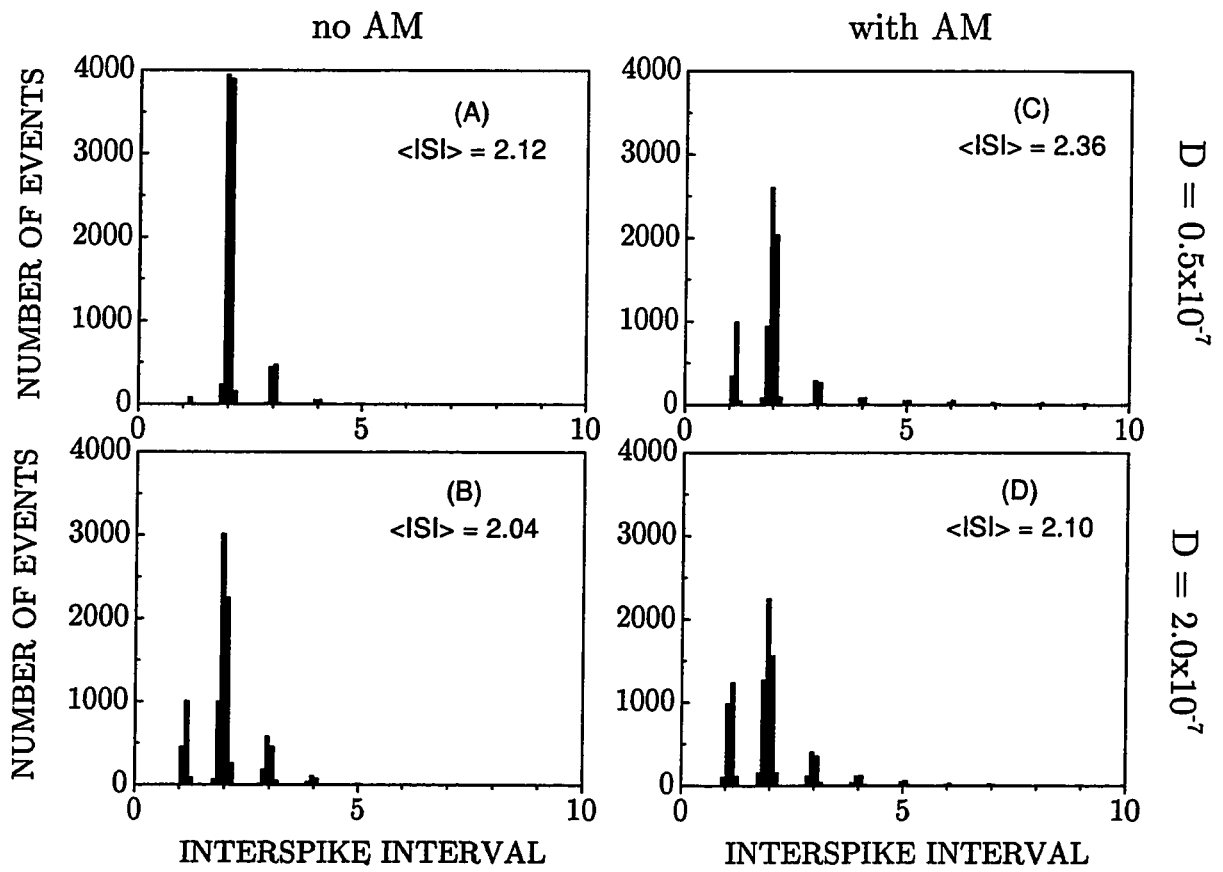 no AM
with AM
NUMBER OF EVENTS
4000
3000
2000
1000
0
0
5
10
(A)
<ISI> = 2.12
4000
3000
2000
1000
0
0
5
10
(C)
<ISI> = 2.36
D = 0.5x10-7
NUMBER OF EVENTS
4000
3000
2000
1000
0
0
5
10
(B)
<ISI> = 2.04
INTERSPIKE INTERVAL
4000
3000
2000
1000
0
0
5
10
(D)
<ISI> = 2.10
INTERSPIKE INTERVAL
D = 2.0x10-7